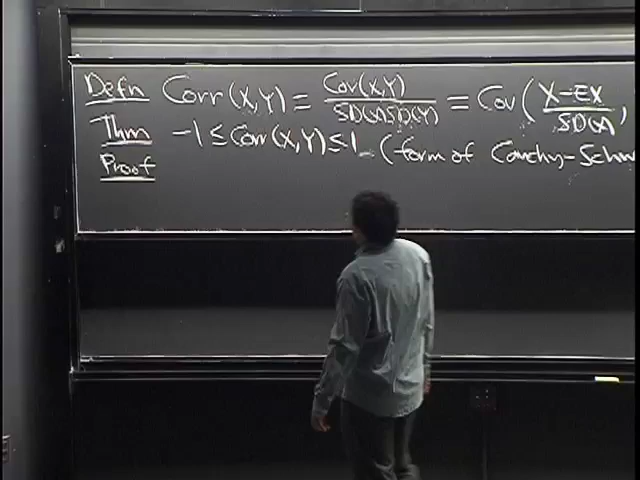 Defn Corr(X,Y) = Cov(X,Y) / SD(X)SD(Y) = Cov( X-EX / SD(X) ,
Thm -1 ≤ Corr(X,Y) ≤ 1 (form of Cauchy-Schw
Proof